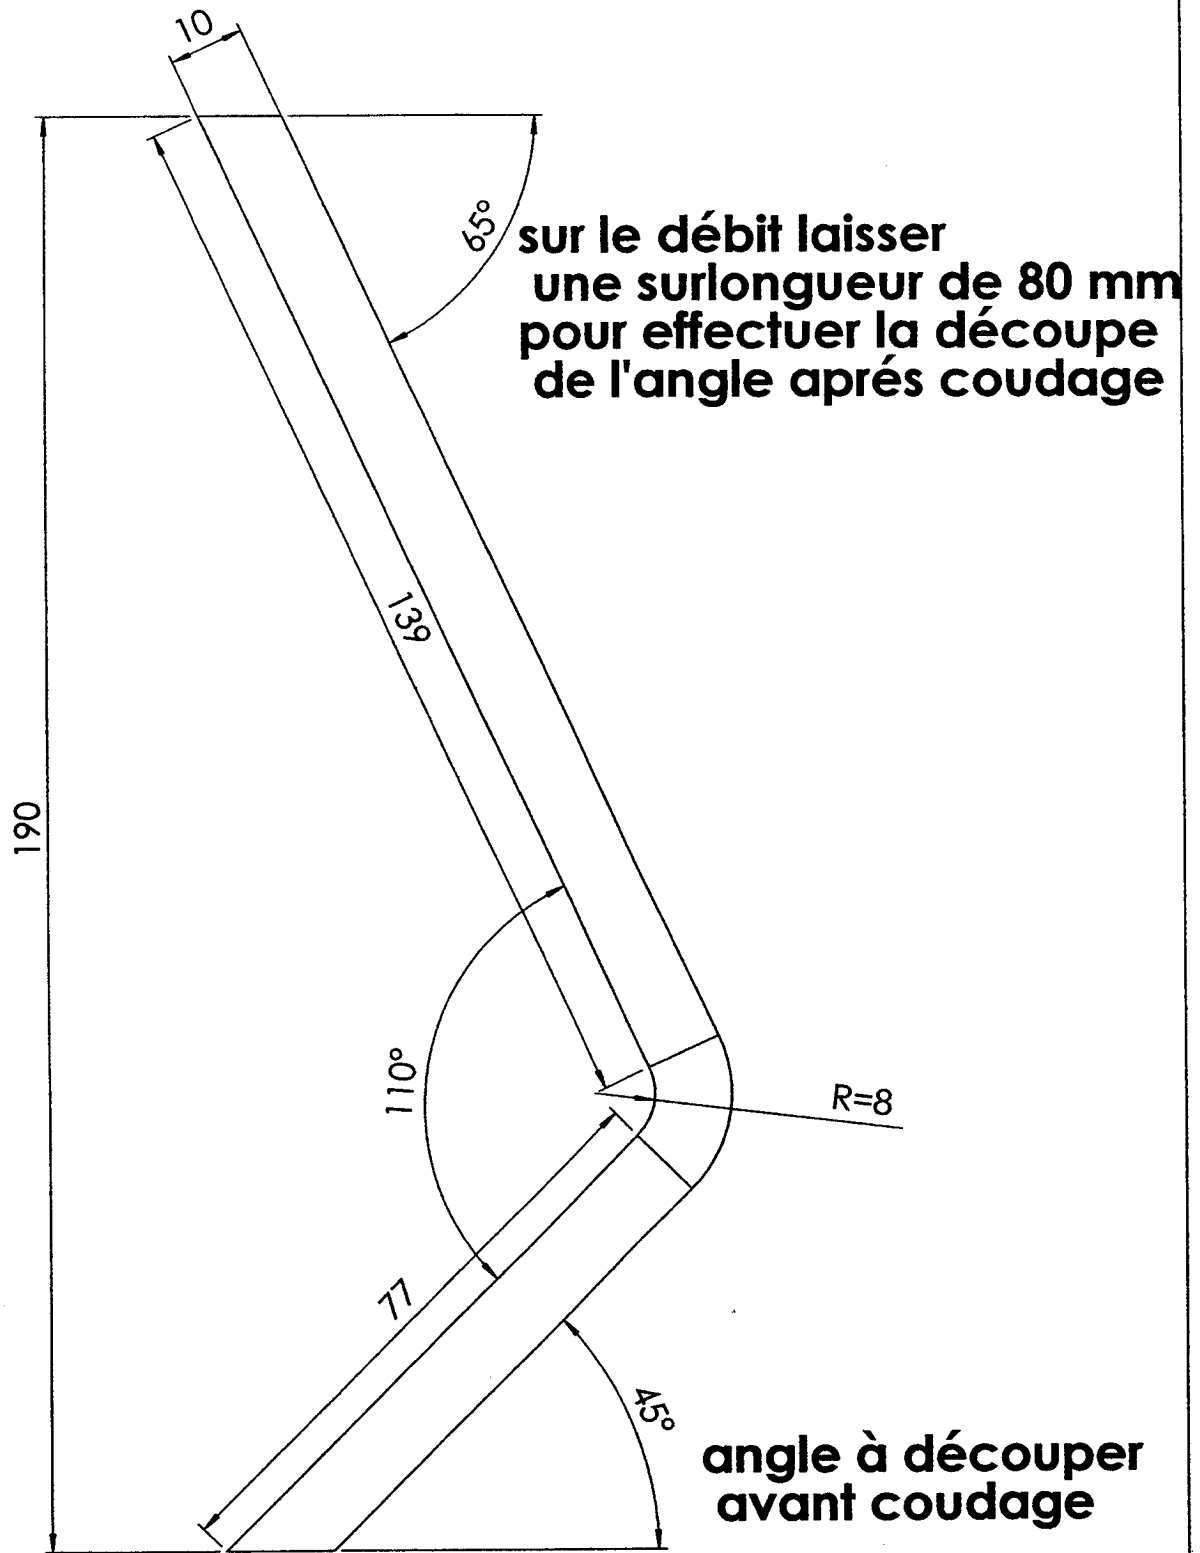 10
65°
sur le débit laisser
une surlongueur de 80 mm
pour effectuer la découpe
de l'angle aprés coudage
139
190
110°
R=8
77
45°
angle à découper
avant coudage